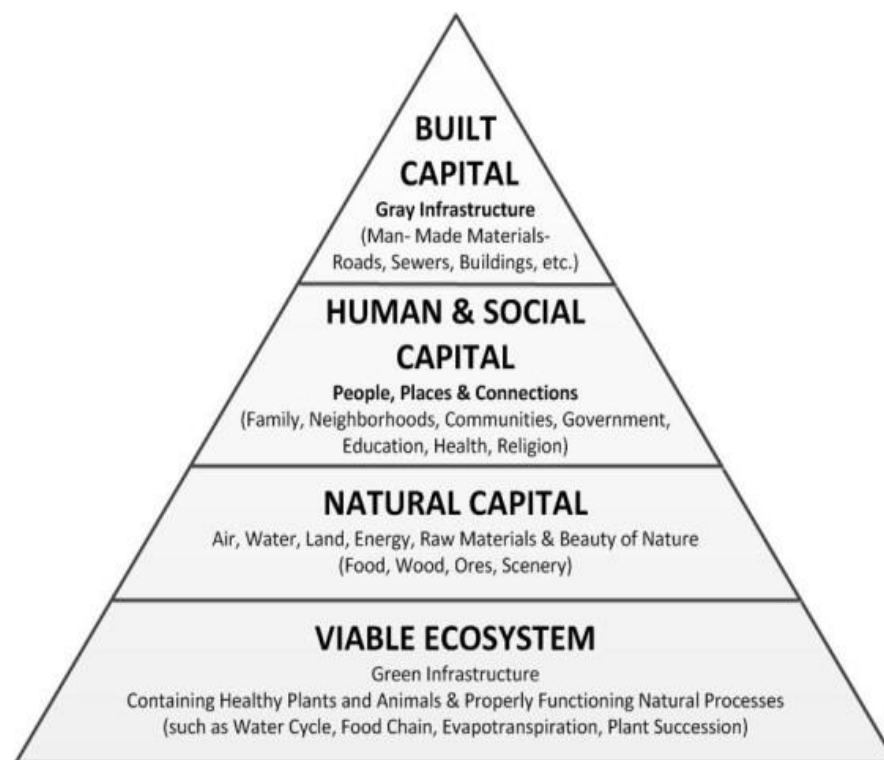 BUILT
CAPITAL
Gray Infrastructure
(Man- Made Materials-
Roads, Sewers, Buildings, etc.)
HUMAN & SOCIAL
CAPITAL
People, Places & Connections
(Family, Neighborhoods, Communities, Government,
Education, Health, Religion)
NATURAL CAPITAL
Air, Water, Land, Energy, Raw Materials & Beauty of Nature
(Food, Wood, Ores, Scenery)
VIABLE ECOSYSTEM
Green Infrastructure
Containing Healthy Plants and Animals & Properly Functioning Natural Processes
(such as Water Cycle, Food Chain, Evapotranspiration, Plant Succession)